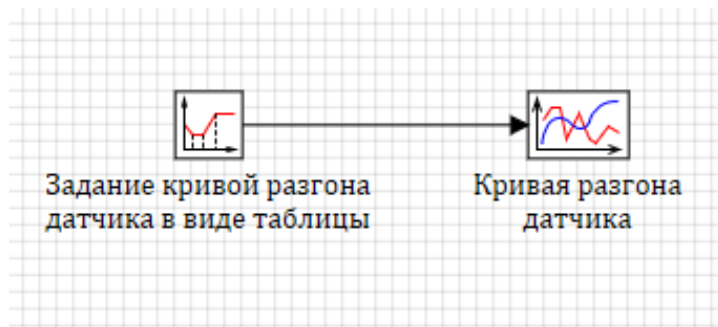 Задание кривой разгона
датчика в виде таблицы
Кривая разгона
датчика